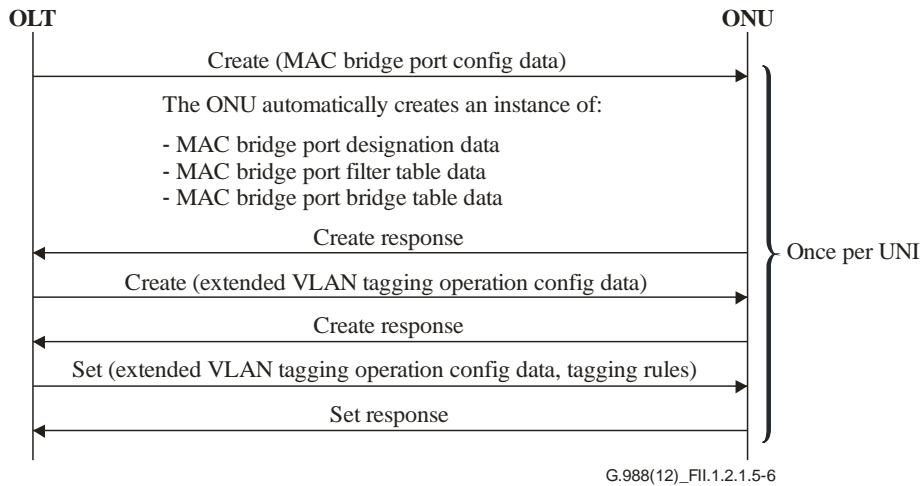 OLT
ONU
Create (MAC bridge port config data)
The ONU automatically creates an instance of:
- MAC bridge port designation data
- MAC bridge port filter table data
- MAC bridge port bridge table data
Create response
Once per UNI
Create (extended VLAN tagging operation config data)
Create response
Set (extended VLAN tagging operation config data, tagging rules)
Set response
G.988(12)_FII.1.2.1.5-6